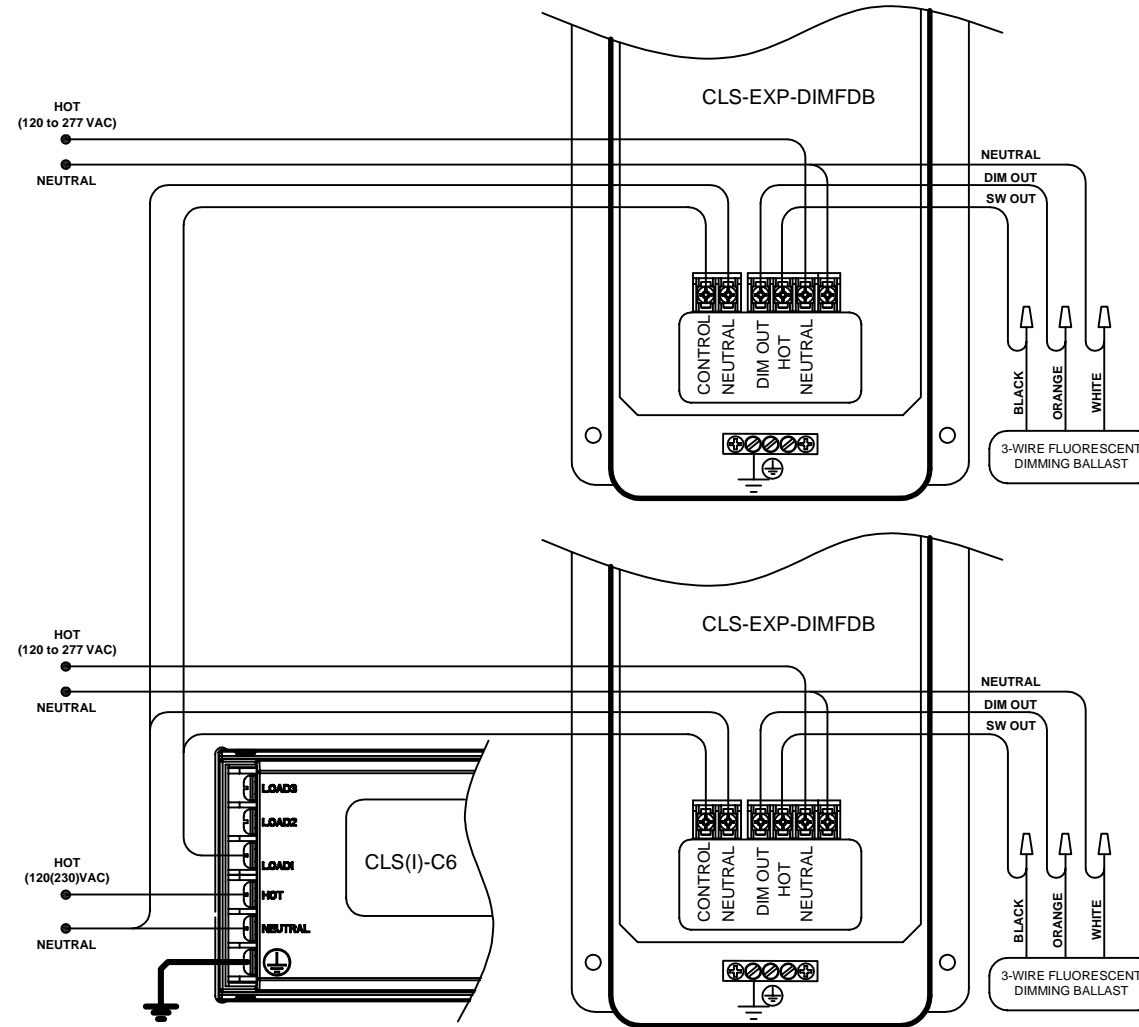 CLS-EXP-DIMFDB
HOT
(120 to 277 VAC)
NEUTRAL
NEUTRAL
DIM OUT
SW OUT
CONTROL
NEUTRAL
DIM OUT
HOT
NEUTRAL
BLACK
ORANGE
WHITE
3-WIRE FLUORESCENT
DIMMING BALLAST
CLS-EXP-DIMFDB
HOT
(120 to 277 VAC)
NEUTRAL
NEUTRAL
DIM OUT
SW OUT
CONTROL
NEUTRAL
DIM OUT
HOT
NEUTRAL
BLACK
ORANGE
WHITE
3-WIRE FLUORESCENT
DIMMING BALLAST
LOAD3
LOAD2
LOAD1
HOT
NEUTRAL
CLS(I)-C6
HOT
(120(230)VAC)
NEUTRAL